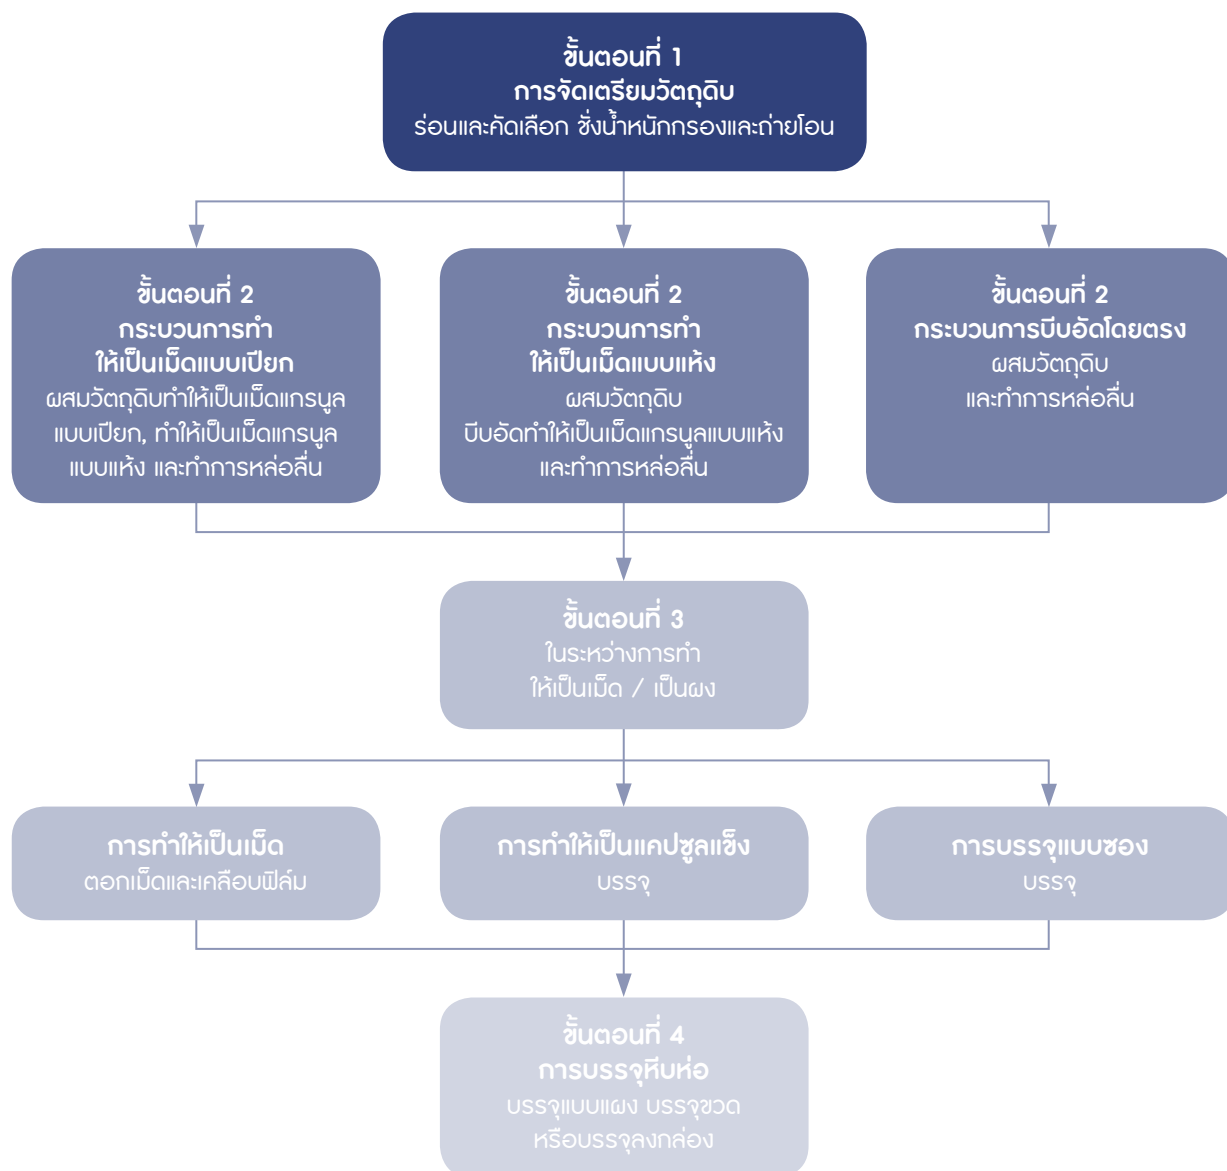 ขั้นตอนที่ 1
การจัดเตรียมวัตถุดิบ
ร่อนและคัดเลือก ชั่งน้ำหนักกรองและถ่ายโอน
ขั้นตอนที่ 2
กระบวนการทำ
ให้เป็นเม็ดแบบเปียก
ผสมวัตถุดิบทำให้เป็นเม็ดแกรนูล
แบบเปียก, ทำให้เป็นเม็ดแกรนูล
แบบแห้ง และทำการหล่อลื่น
ขั้นตอนที่ 2
กระบวนการทำ
ให้เป็นเม็ดแบบแห้ง
ผสมวัตถุดิบ
บีบอัดทำให้เป็นเม็ดแกรนูลแบบแห้ง
และทำการหล่อลื่น
ขั้นตอนที่ 2
กระบวนการบีบอัดโดยตรง
ผสมวัตถุดิบ
และทำการหล่อลื่น
ขั้นตอนที่ 3
ในระหว่างการทำ
ให้เป็นเม็ด / เป็นผง
การทำให้เป็นเม็ด
ตอกเม็ดและเคลือบฟิล์ม
การทำให้เป็นแคปซูลแข็ง
บรรจุ
การบรรจุแบบซอง
บรรจุ
ขั้นตอนที่ 4
การบรรจุหีบห่อ
บรรจุแบบแผง บรรจุขวด
หรือบรรจุลงกล่อง